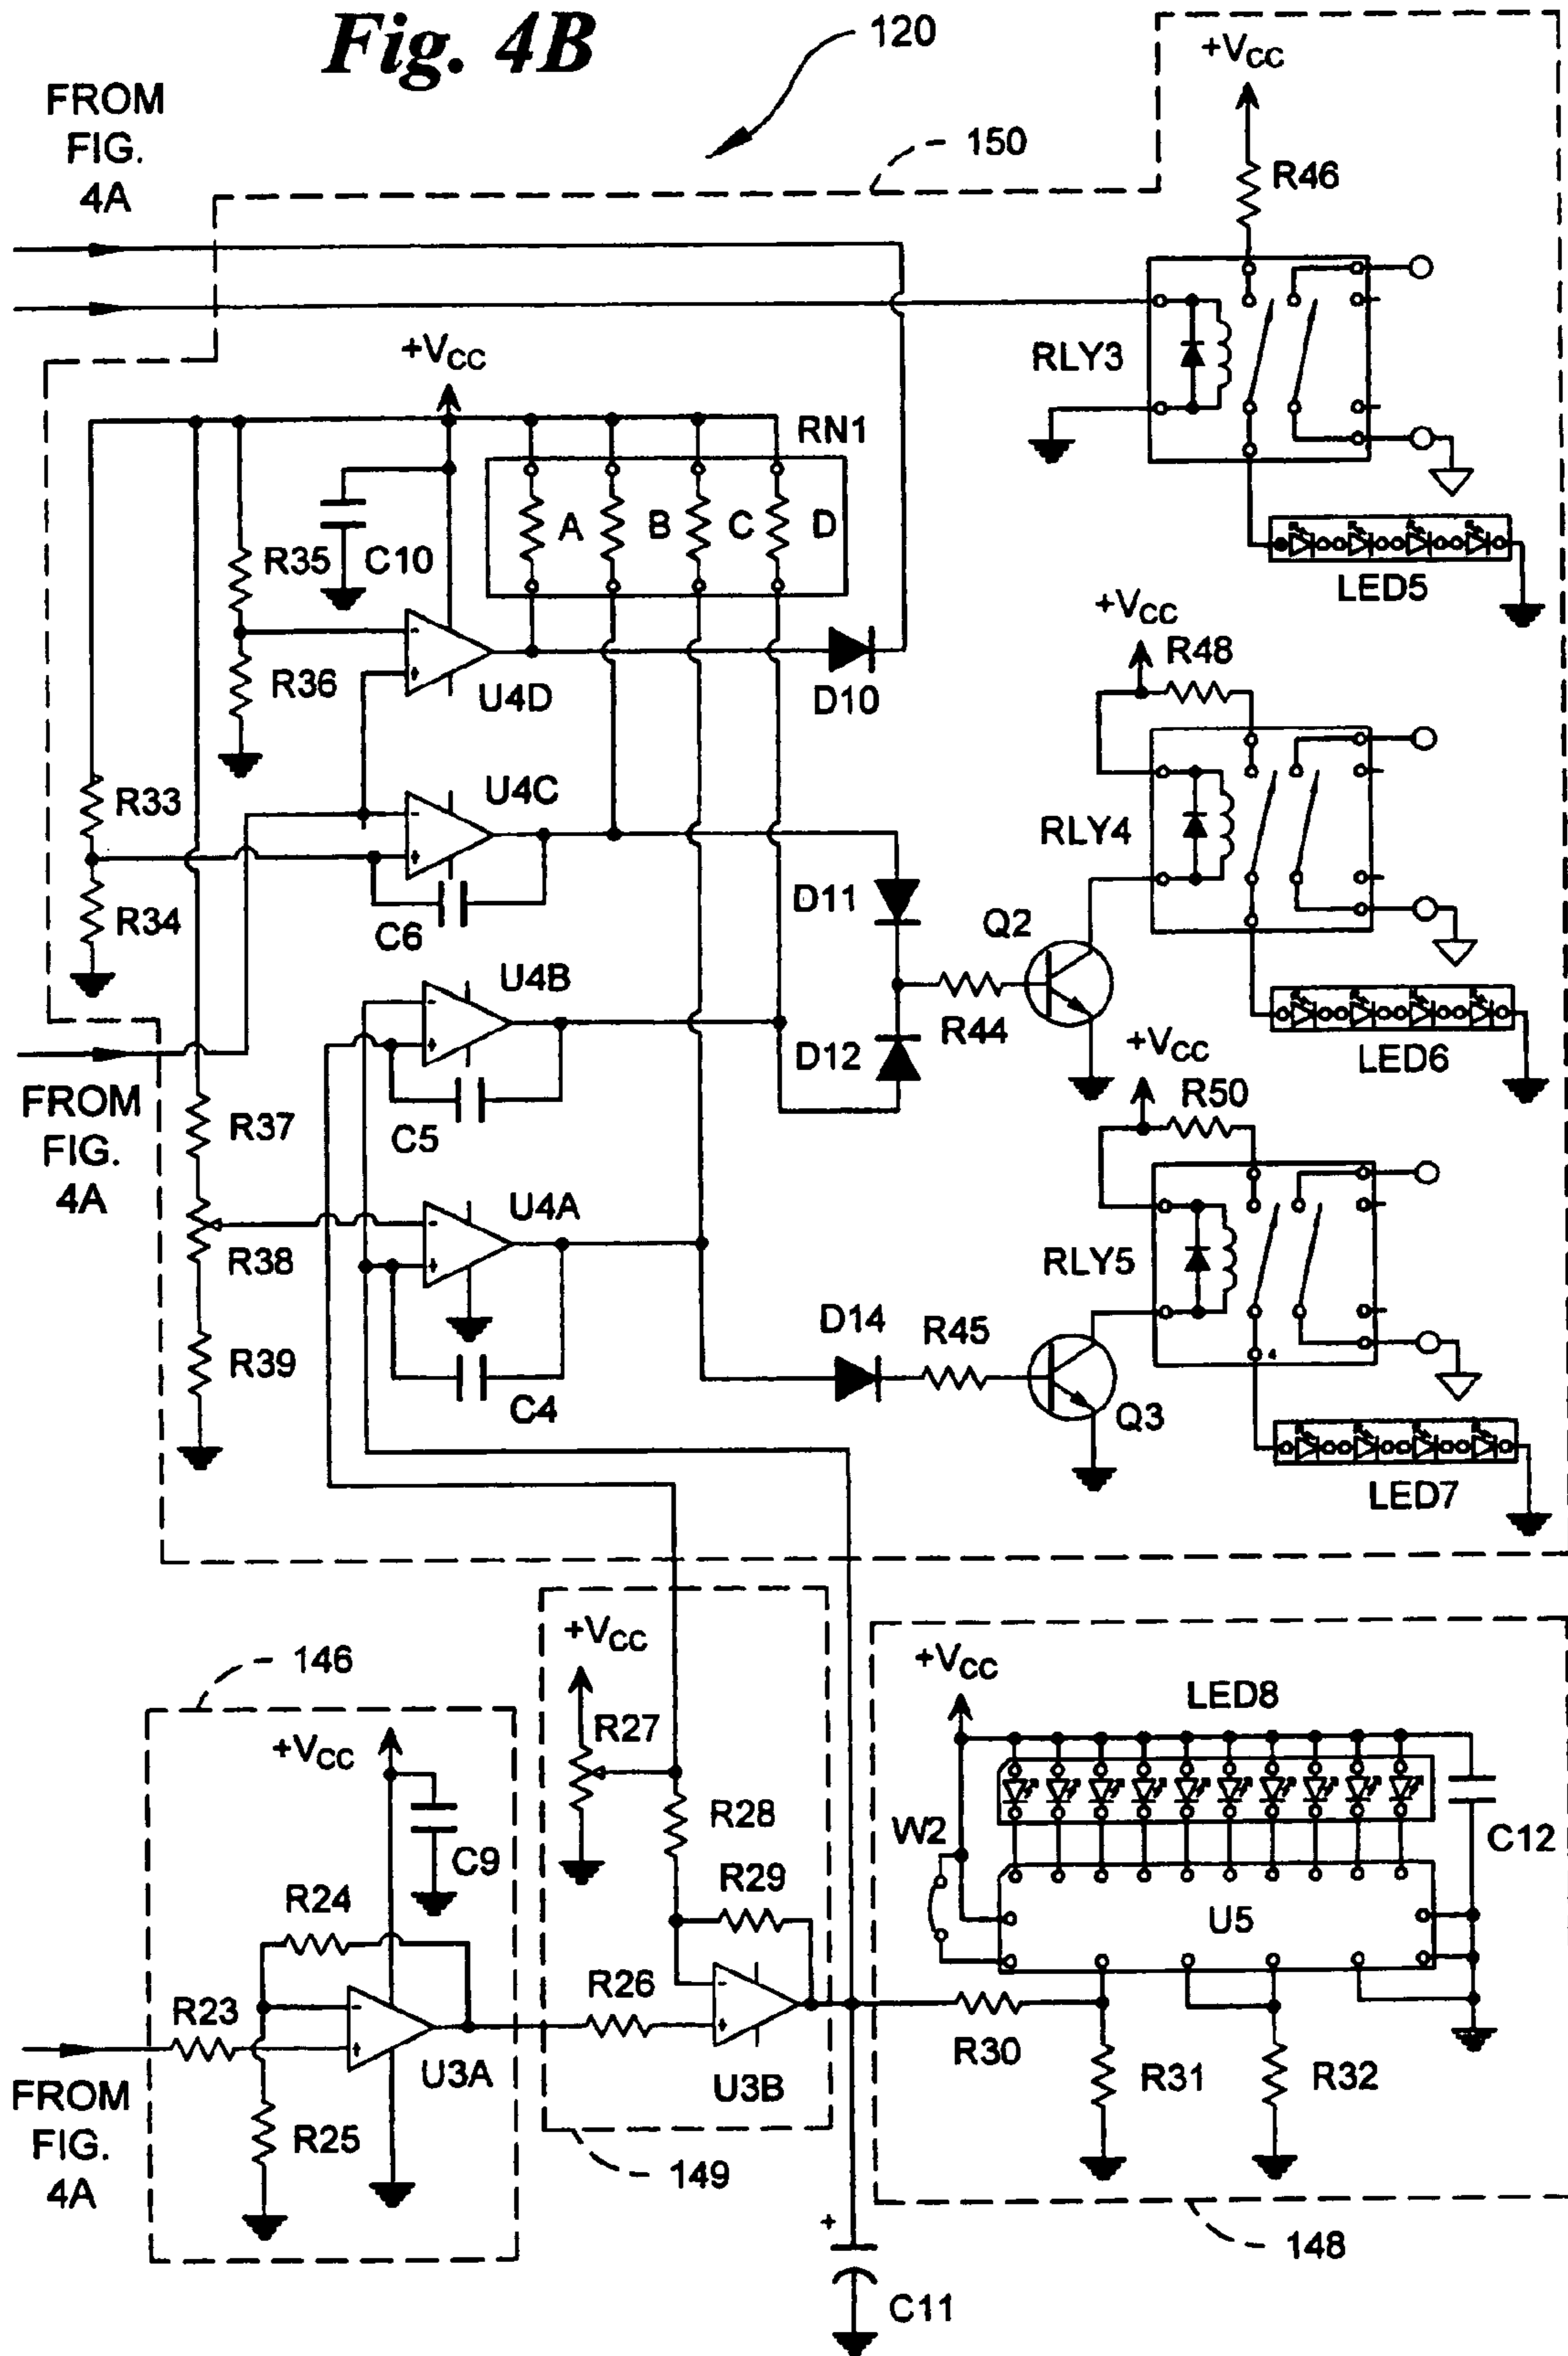 Fig. 4B
120
+VCC
FROM
FIG.
4A
150
R46
RLY3
+VCC
RN1
A
B
C
D
R35
C10
LED5
+VCC
R48
R36
U4D
D10
U4C
R33
RLY4
R34
C6
D11
Q2
U4B
R44
D12
LED6
+VCC
R50
FROM
FIG.
4A
R37
C5
U4A
R38
RLY5
D14
R45
R39
4
C4
Q3
LED7
146
+VCC
R27
+VCC
LED8
+VCC
R28
W2
C12
C9
R29
R24
U5
R26
R23
R30
U3A
U3B
R31
R32
FROM
FIG.
4A
R25
149
148
+
C11